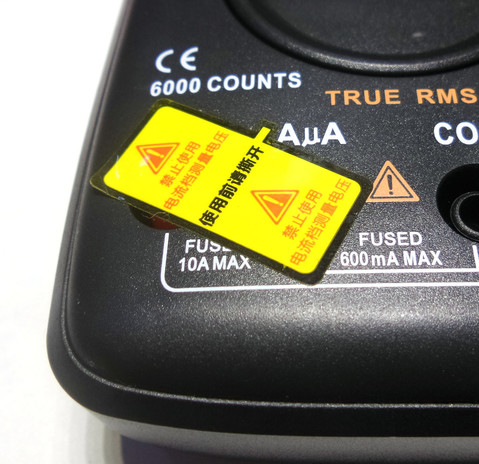 CE
6000 COUNTS
TRUE RMS
AµA
CO
禁止使用
电流档测量电压
使用前请撕开
禁止使用
电流档测量电压
FUSED
10A MAX
FUSED
600mA MAX